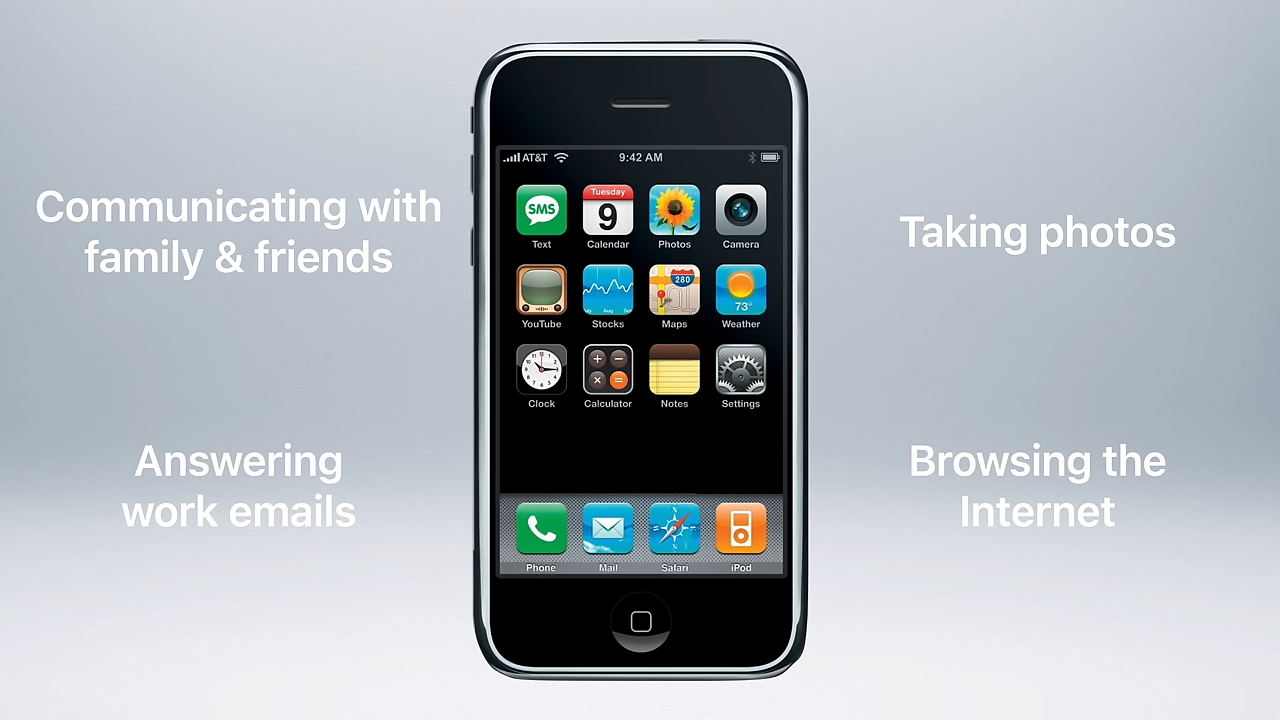 Communicating with
family & friends
Taking photos
Answering
work emails
Browsing the
Internet
AT&T
9:42 AM
SMS
Tuesday
9
280
73°
Text
Calendar
Photos
Camera
YouTube
Stocks
Maps
Weather
Clock
Calculator
Notes
Settings
Phone
Mail
Safari
iPod